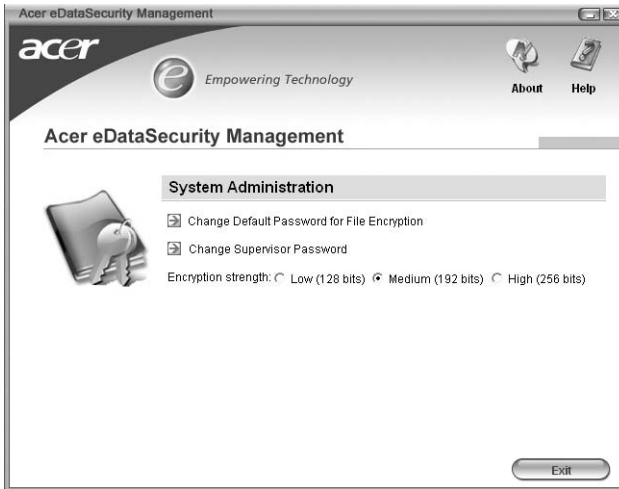 Acer eDataSecurity Management
acer
e Empowering Technology
About Help
Acer eDataSecurity Management
System Administration
Change Default Password for File Encryption
Change Supervisor Password
Encryption strength: Low (128 bits) Medium (192 bits) High (256 bits)
Exit